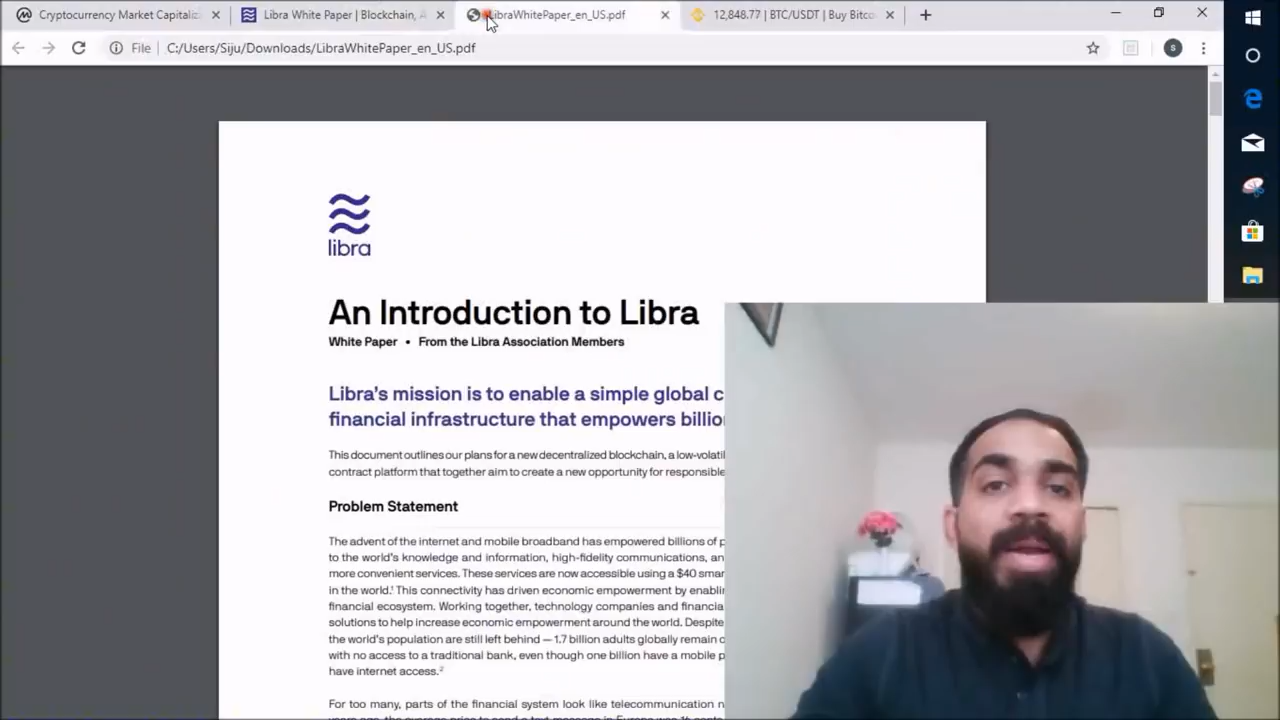 Cryptocurrency Market Capitaliz
Libra White Paper | Blockchain, A
LibraWhitePaper_en_US.pdf
12,848.77 | BTC/USDT | Buy Bitco
File C:/Users/Siju/Downloads/LibraWhitePaper_en_US.pdf
S
libra
An Introduction to Libra
White Paper • From the Libra Association Members
Libra's mission is to enable a simple global c
financial infrastructure that empowers billio
This document outlines our plans for a new decentralized blockchain, a low-volatil
contract platform that together aim to create a new opportunity for responsible
Problem Statement
The advent of the internet and mobile broadband has empowered billions of p
to the world's knowledge and information, high-fidelity communications, an
more convenient services. These services are now accessible using a $40 smar
in the world.¹ This connectivity has driven economic empowerment by enablin
financial ecosystem. Working together, technology companies and financia
solutions to help increase economic empowerment around the world. Despite
the world's population are still left behind — 1.7 billion adults globally remain o
with no access to a traditional bank, even though one billion have a mobile p
have internet access.²
For too many, parts of the financial system look like telecommunication n